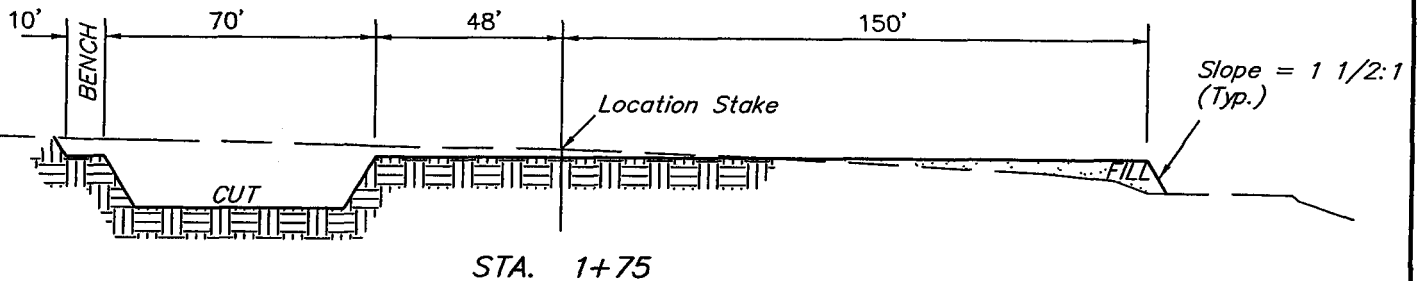 10' 70' 48' 150'
BENCH
Slope = 1 1/2:1
(Typ.)
Location Stake
CUT
FILL
STA. 1+75